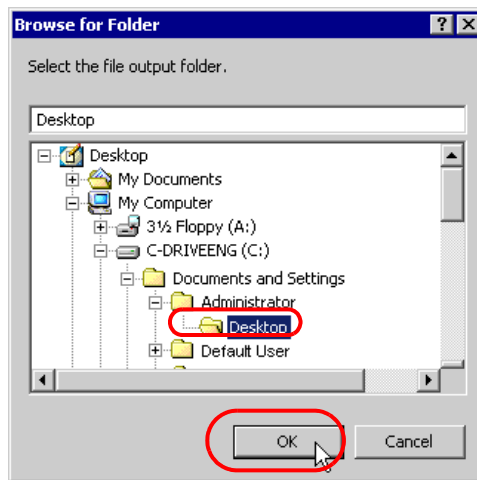 Browse for Folder
Select the file output folder.
Desktop
Desktop
My Documents
My Computer
3½ Floppy (A:)
C-DRIVEENG (C:)
Documents and Settings
Administrator
Desktop
Default User
OK Cancel